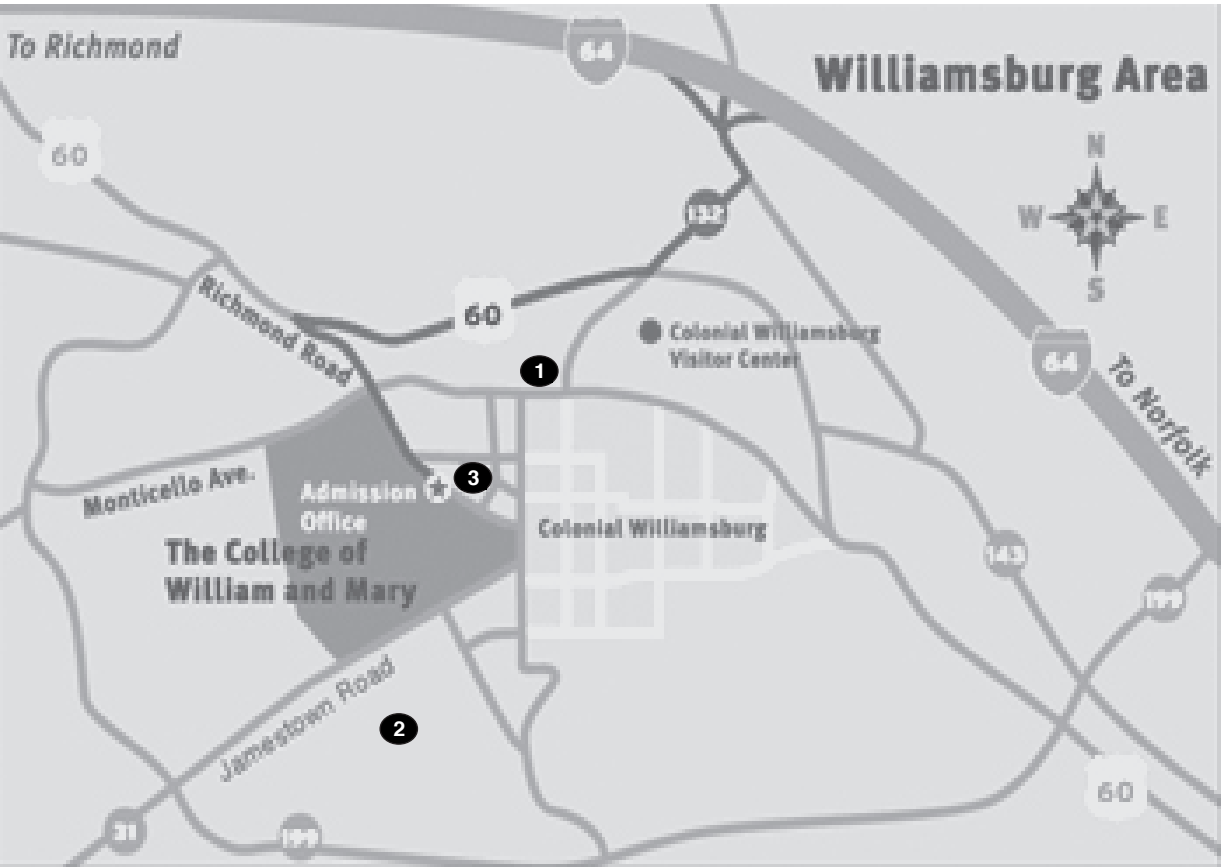 To Richmond
64
Williamsburg Area
60
N
W E
S
132
Richmond Road
60
Colonial Williamsburg
Visitor Center
1
64
To Norfolk
Monticello Ave.
Admission
Office
3
Colonial Williamsburg
The College of
William and Mary
143
199
Jamestown Road
2
60
31
199